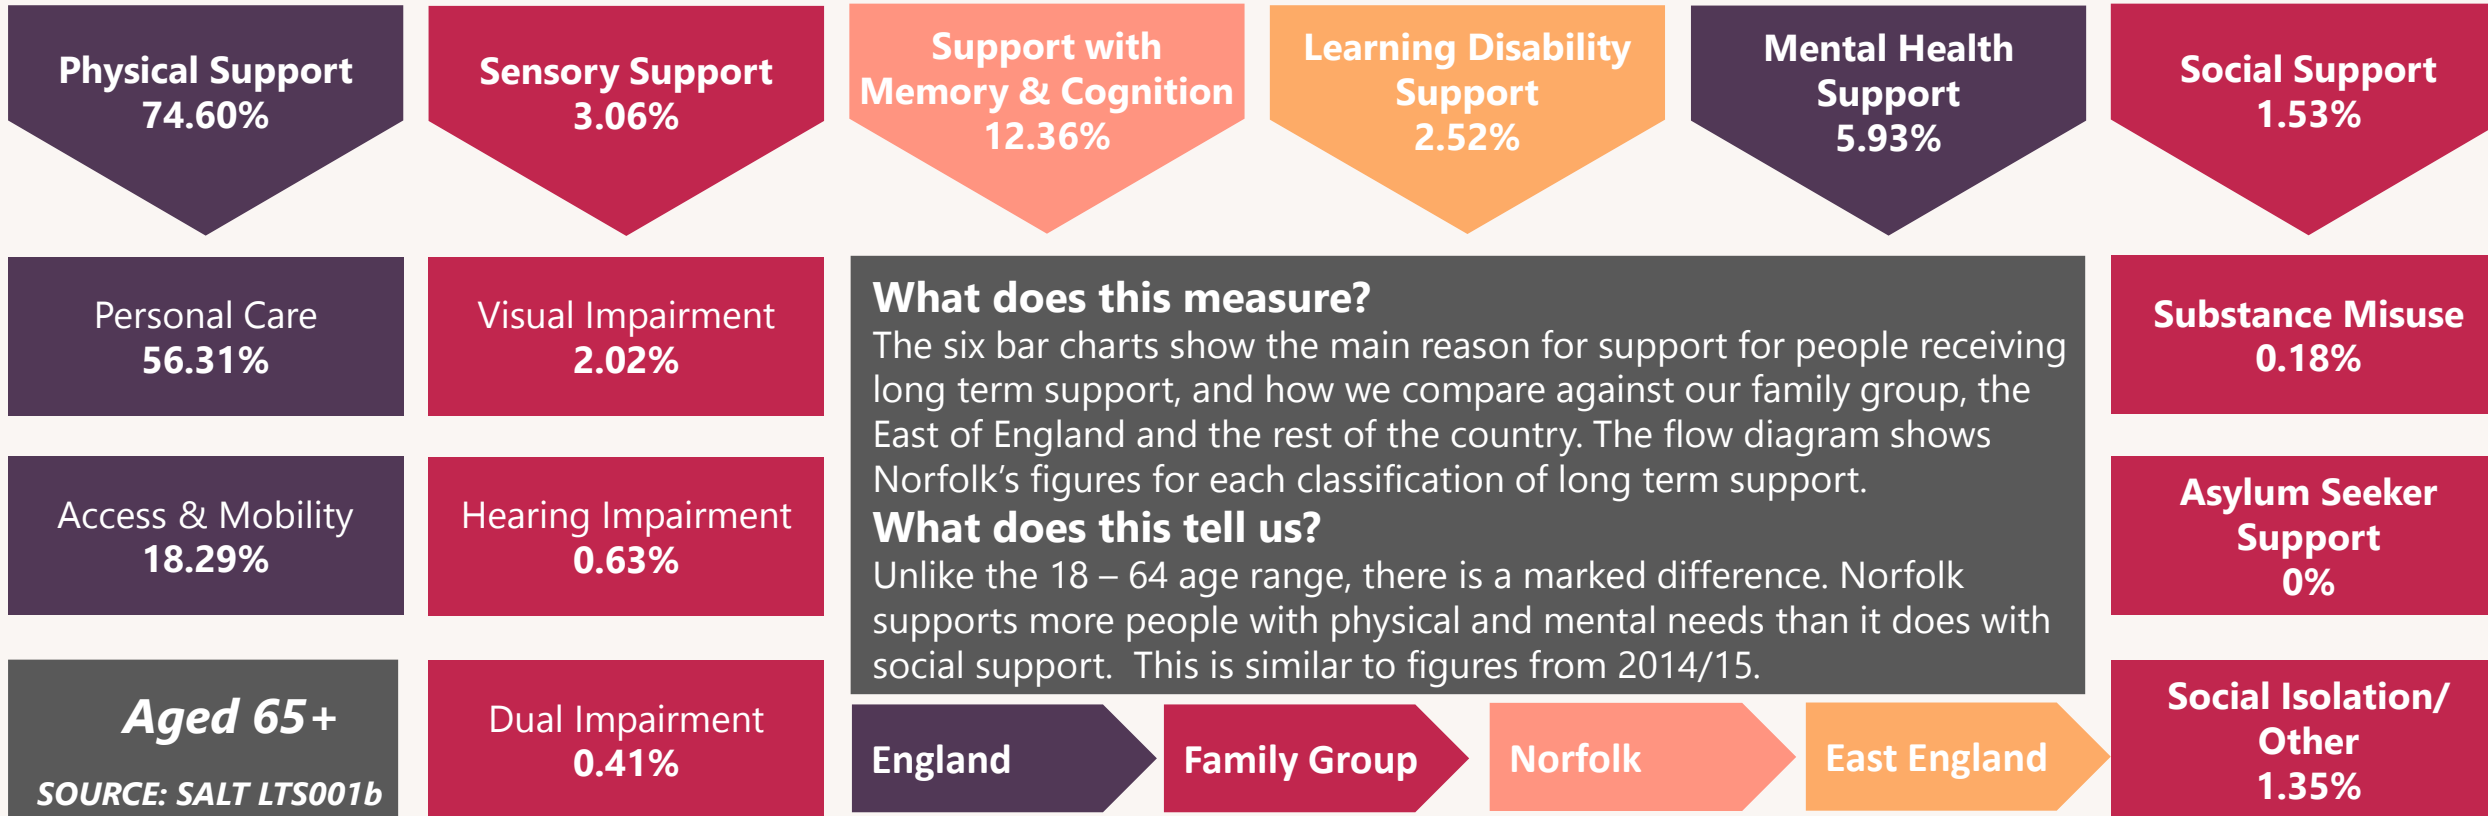 Physical Support
74.60%
Sensory Support
3.06%
Support with
Memory & Cognition
12.36%
Learning Disability
Support
2.52%
Mental Health
Support
5.93%
Social Support
1.53%
Personal Care
56.31%
Access & Mobility
18.29%
Aged 65+
SOURCE: SALT LTS001b
Visual Impairment
2.02%
Hearing Impairment
0.63%
Dual Impairment
0.41%
What does this measure?
The six bar charts show the main reason for support for people receiving
long term support, and how we compare against our family group, the
East of England and the rest of the country. The flow diagram shows
Norfolk’s figures for each classification of long term support.
What does this tell us?
Unlike the 18 – 64 age range, there is a marked difference. Norfolk
supports more people with physical and mental needs than it does with
social support.  This is similar to figures from 2014/15.
England
Family Group
Norfolk
East England
Substance Misuse
0.18%
Asylum Seeker
Support
0%
Social Isolation/
Other
1.35%